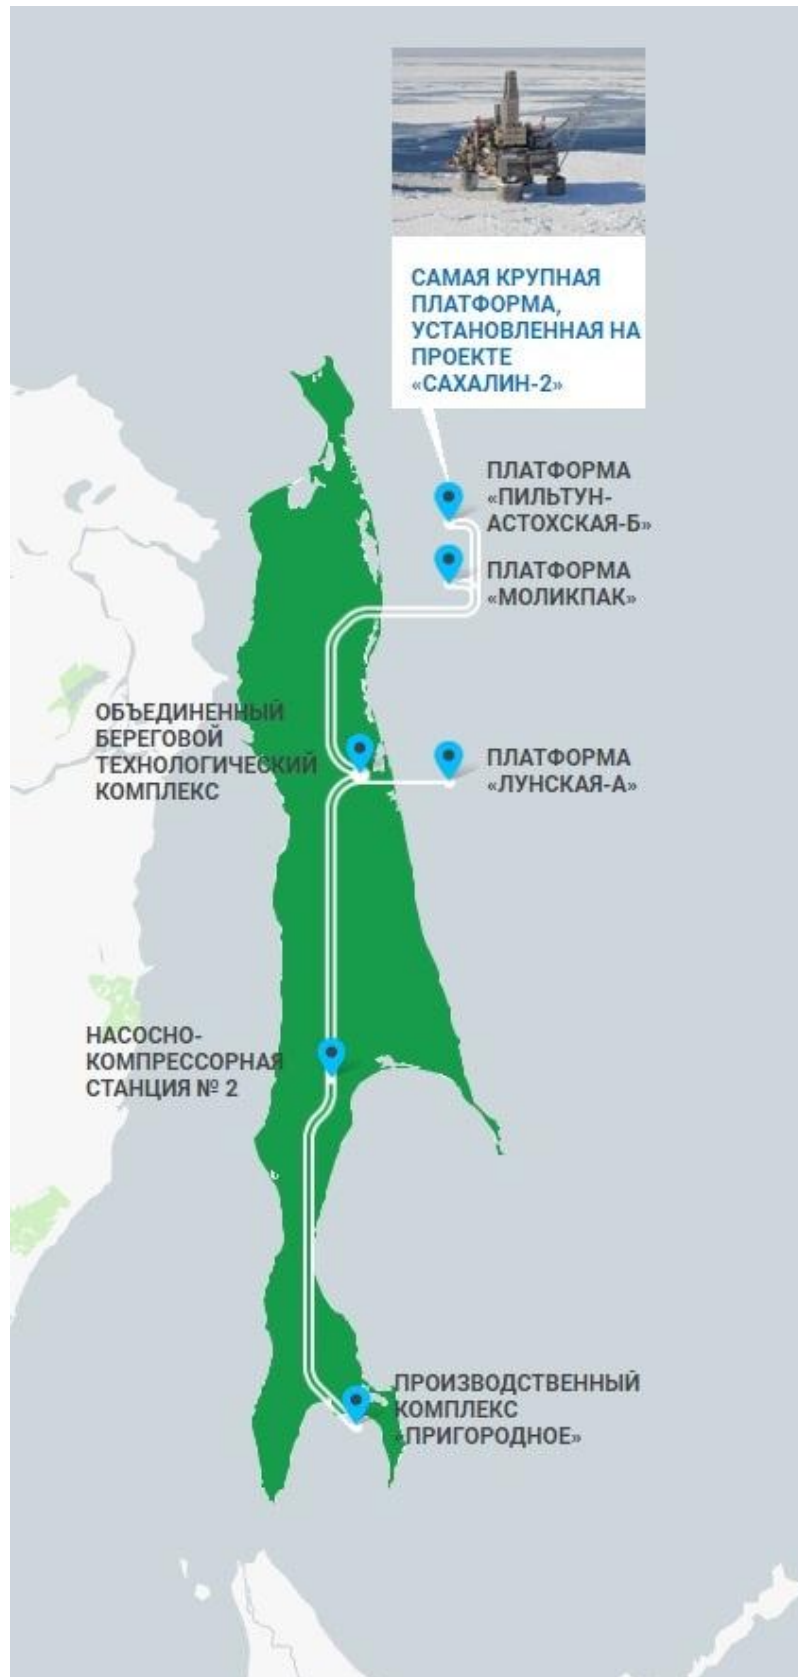 САМАЯ КРУПНАЯ
ПЛАТФОРМА,
УСТАНОВЛЕННАЯ НА
ПРОЕКТЕ
«САХАЛИН-2»
ПЛАТФОРМА
«ПИЛЬТУН-
АСТОХСКАЯ-Б»
ПЛАТФОРМА
«МОЛИКПАК»
ОБЪЕДИНЕННЫЙ
БЕРЕГОВОЙ
ТЕХНОЛОГИЧЕСКИЙ
КОМПЛЕКС
ПЛАТФОРМА
«ЛУНСКАЯ-А»
НАСОСНО-
КОМПРЕССОРНАЯ
СТАНЦИЯ № 2
ПРОИЗВОДСТВЕННЫЙ
КОМПЛЕКС
«ПРИГОРОДНОЕ»